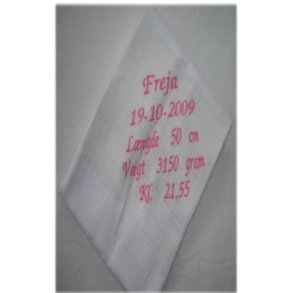 Freja
19-10-2009
Længde 50 cm
Vægt 3150 gram
Kl. 21.55